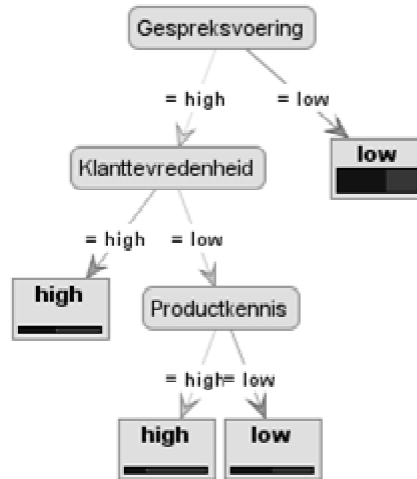 Gespreksvoering
= high
= low
Klanttevredenheid
low
= high
= low
high
Productkennis
= high
= low
high
low